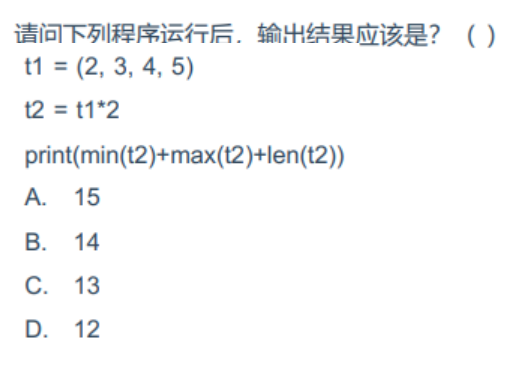 请问下列程序运行后，输出结果应该是？（ ）
t1 = (2, 3, 4, 5)
t2 = t1*2
print(min(t2)+max(t2)+len(t2))
A. 15
B. 14
C. 13
D. 12